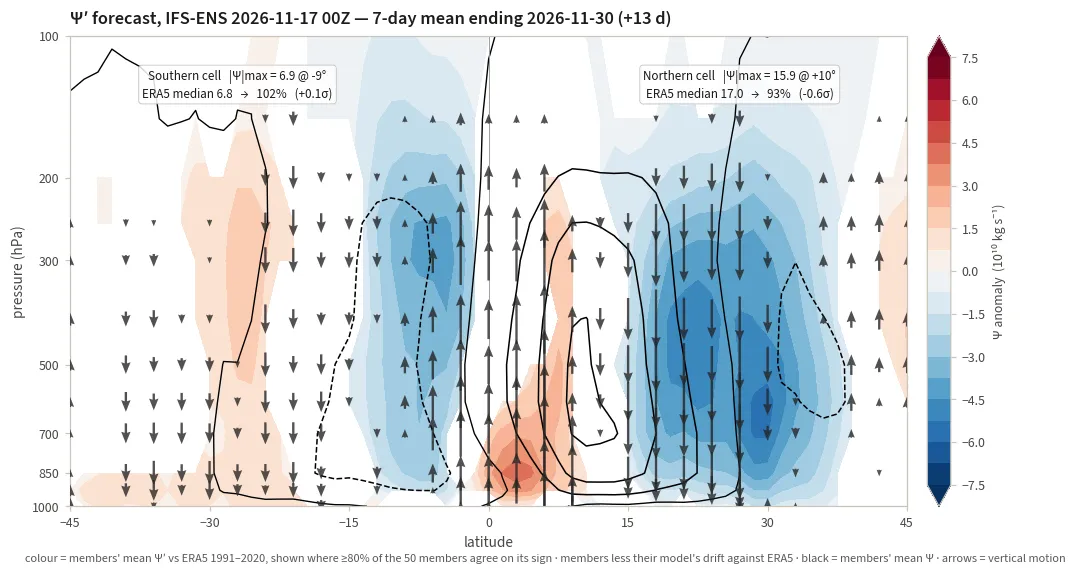 Ψ′ forecast, IFS-ENS 2026-11-17 00Z — 7-day mean ending 2026-11-30 (+13 d)
Southern cell |Ψ|max = 6.9 @ -9°
ERA5 median 6.8 → 102% (+0.1σ)
Northern cell |Ψ|max = 15.9 @ +10°
ERA5 median 17.0 → 93% (-0.6σ)
pressure (hPa)
100
200
300
500
700
850
1000
−45
−30
−15
0
15
30
45
latitude
7.5
6.0
4.5
3.0
1.5
0.0
−1.5
−3.0
−4.5
−6.0
−7.5
Ψ anomaly (10¹⁰ kg s⁻¹)
colour = members' mean Ψ′ vs ERA5 1991–2020, shown where ≥80% of the 50 members agree on its sign · members less their model's drift against ERA5 · black = members' mean Ψ · arrows = vertical motion